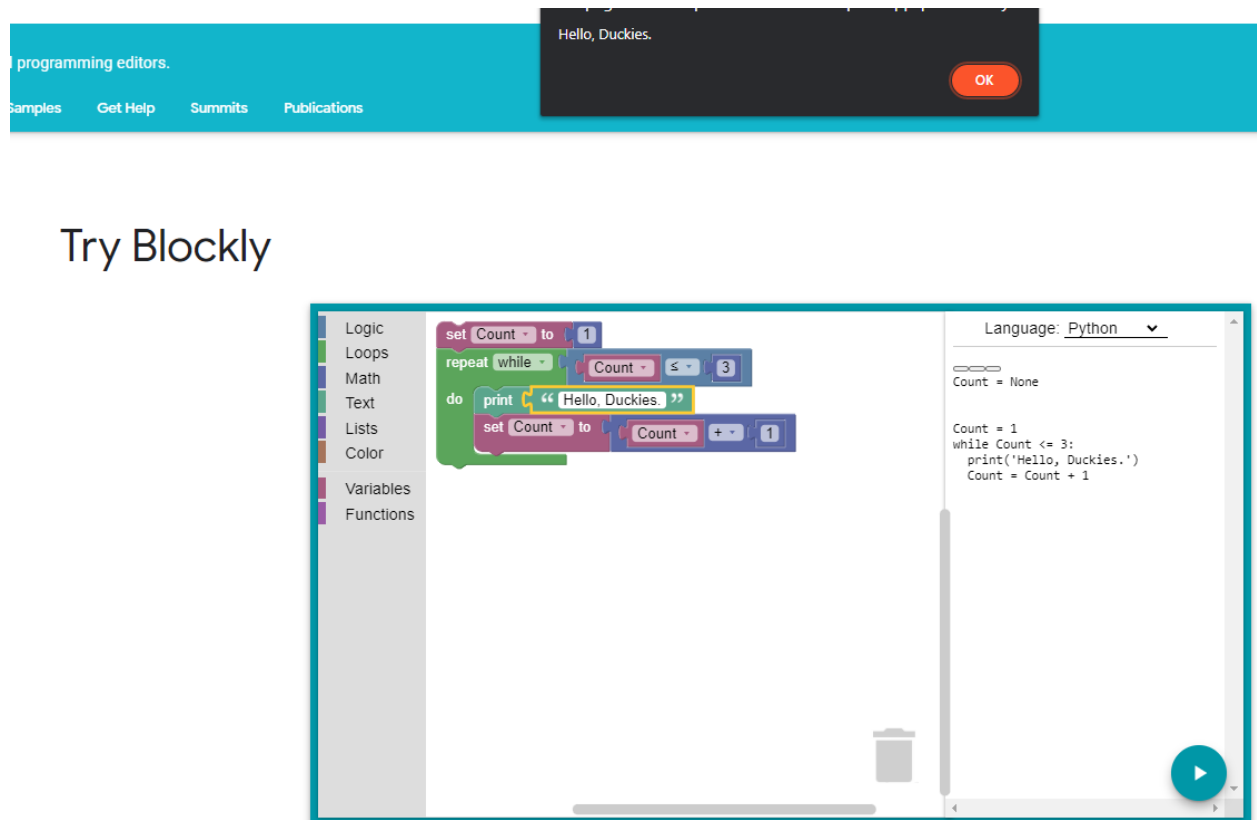 Hello, Duckies.
OK
programming editors.
Samples Get Help Summits Publications
Try Blockly
Logic
Loops
Math
Text
Lists
Color
Variables
Functions
set Count to 1
repeat while Count ≤ 3
do print “ Hello, Duckies. ”
set Count to Count + 1
Language: Python
Count = None
Count = 1
while Count <= 3:
print('Hello, Duckies.')
Count = Count + 1